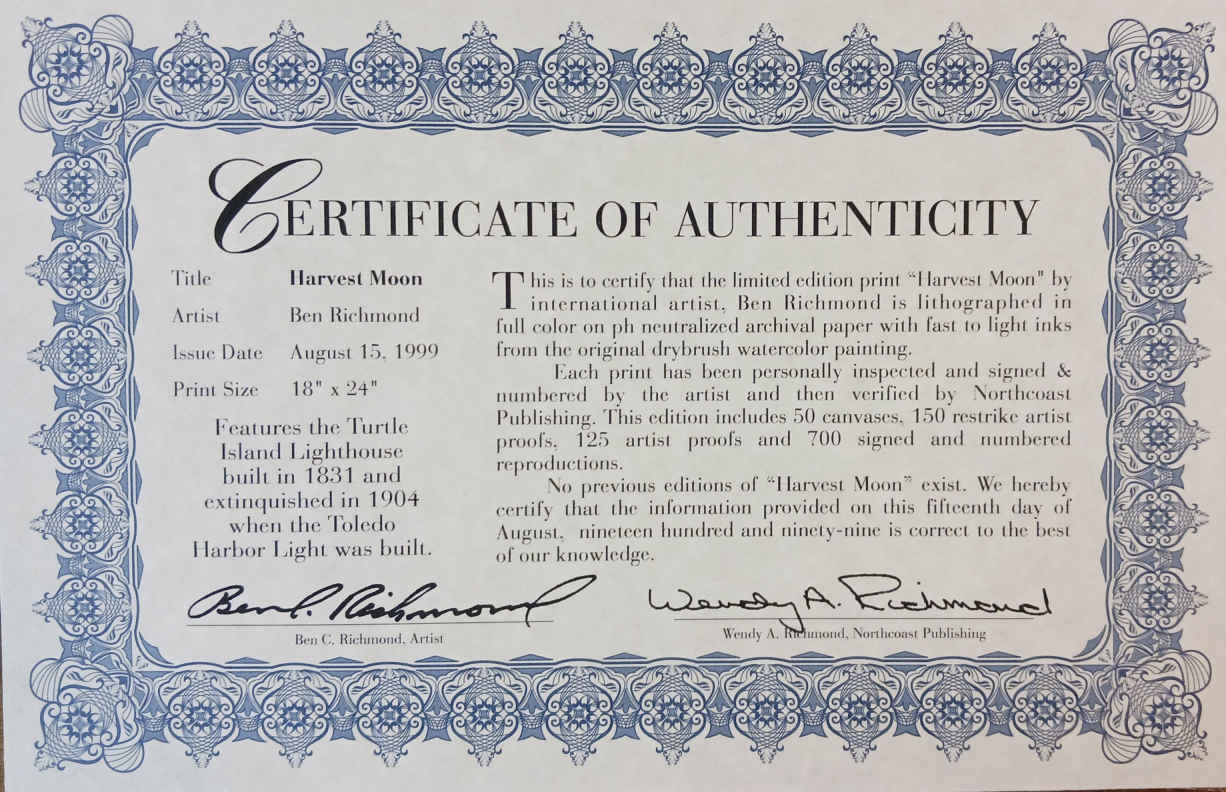 CERTIFICATE OF AUTHENTICITY
Title Harvest Moon
Artist Ben Richmond
Issue Date August 15, 1999
Print Size 18" x 24"
Features the Turtle
Island Lighthouse
built in 1831 and
extinguished in 1904
when the Toledo
Harbor Light was built.
This is to certify that the limited edition print “Harvest Moon" by
international artist, Ben Richmond is lithographed in
full color on ph neutralized archival paper with fast to light inks
from the original drybrush watercolor painting.
Each print has been personally inspected and signed &
numbered by the artist and then verified by Northcoast
Publishing. This edition includes 50 canvases, 150 restrike artist
proofs, 125 artist proofs and 700 signed and numbered
reproductions.
No previous editions of “Harvest Moon” exist. We hereby
certify that the information provided on this fifteenth day of
August, nineteen hundred and ninety-nine is correct to the best
of our knowledge.
Ben C. Richmond
Ben C. Richmond, Artist
Wendy A. Richmond
Wendy A. Richmond, Northcoast Publishing